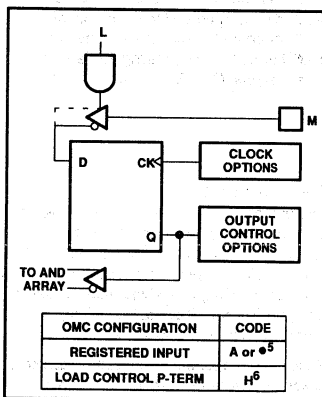 L
M
D
CK
CLOCK
OPTIONS
Q
OUTPUT
CONTROL
OPTIONS
TO AND
ARRAY
OMC CONFIGURATION CODE
REGISTERED INPUT A or ●5
LOAD CONTROL P-TERM H6